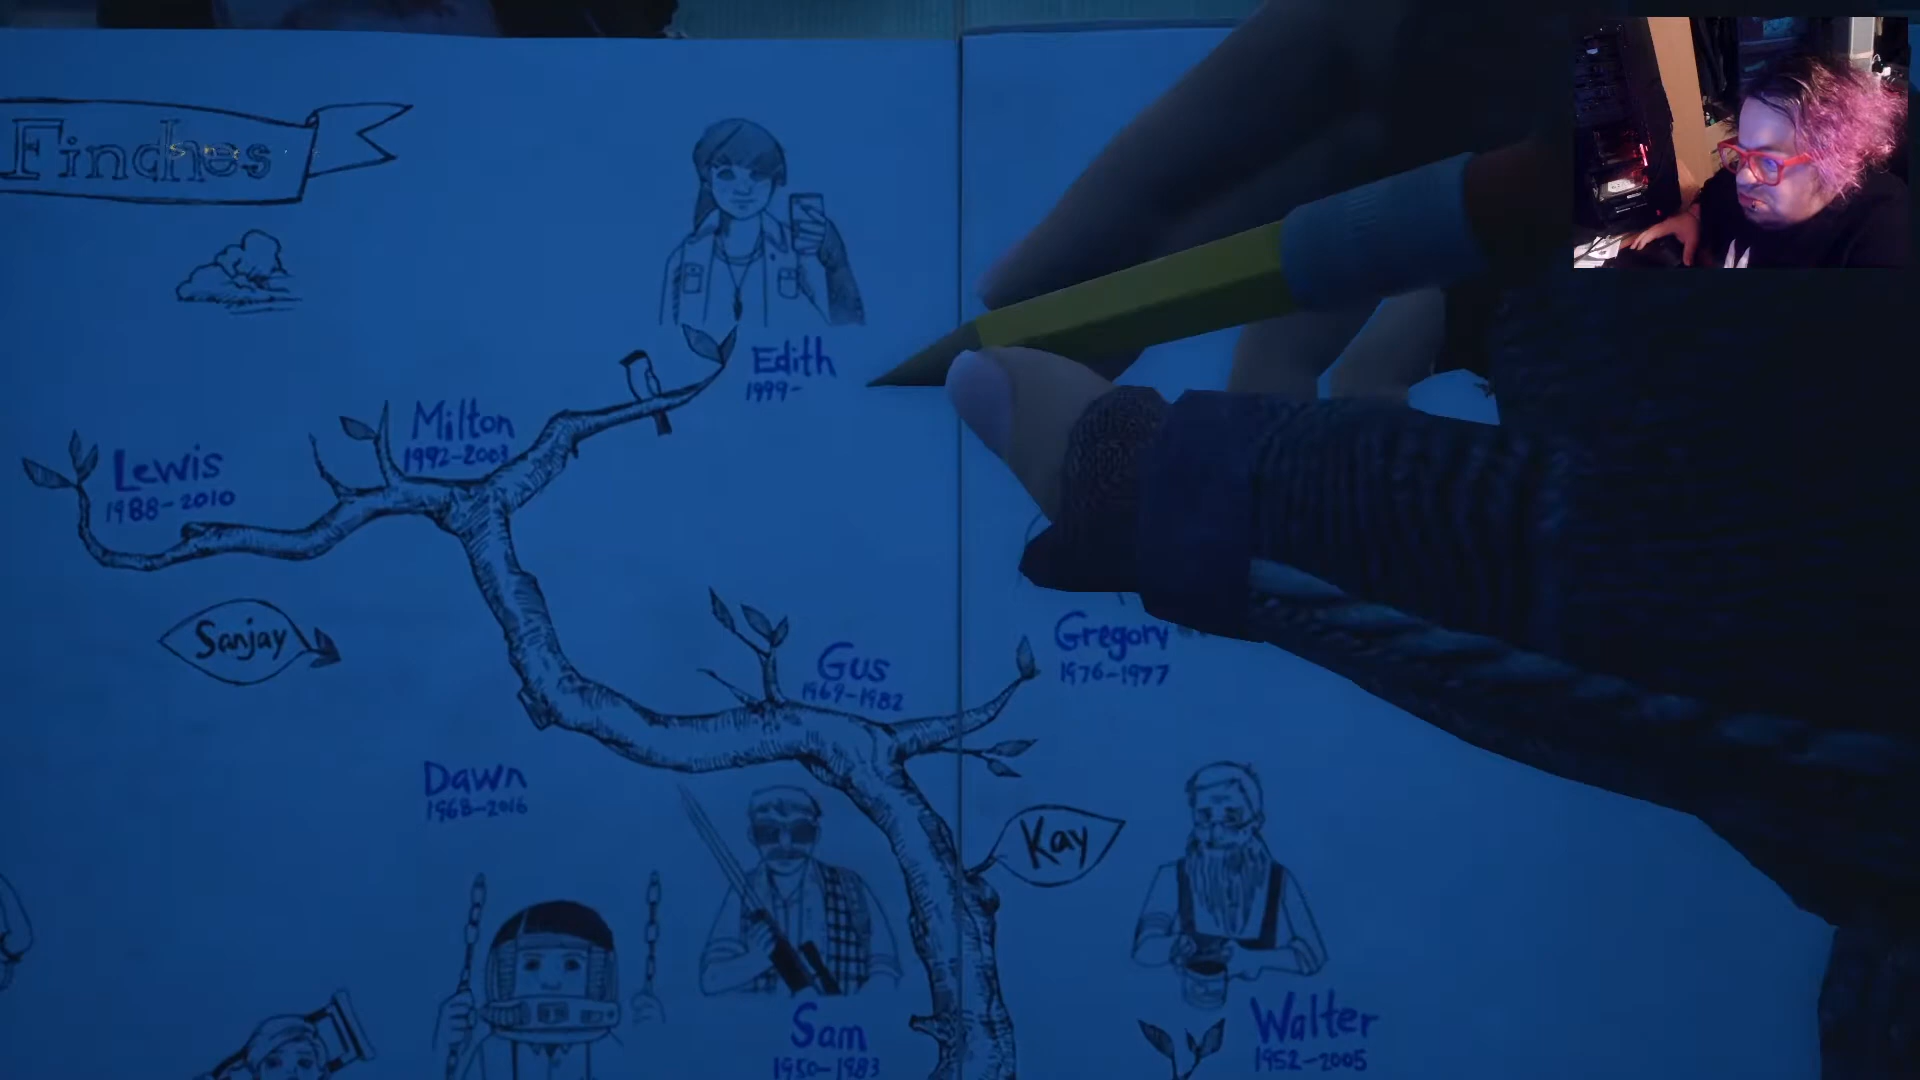 Finches
Edith
1999-
Milton
1992-2003
Lewis
1988-2010
Sanjay
Gus
1969-1982
Gregory
1976-1977
Dawn
1968-2016
Kay
Sam
1950-1983
Walter
1952-2005